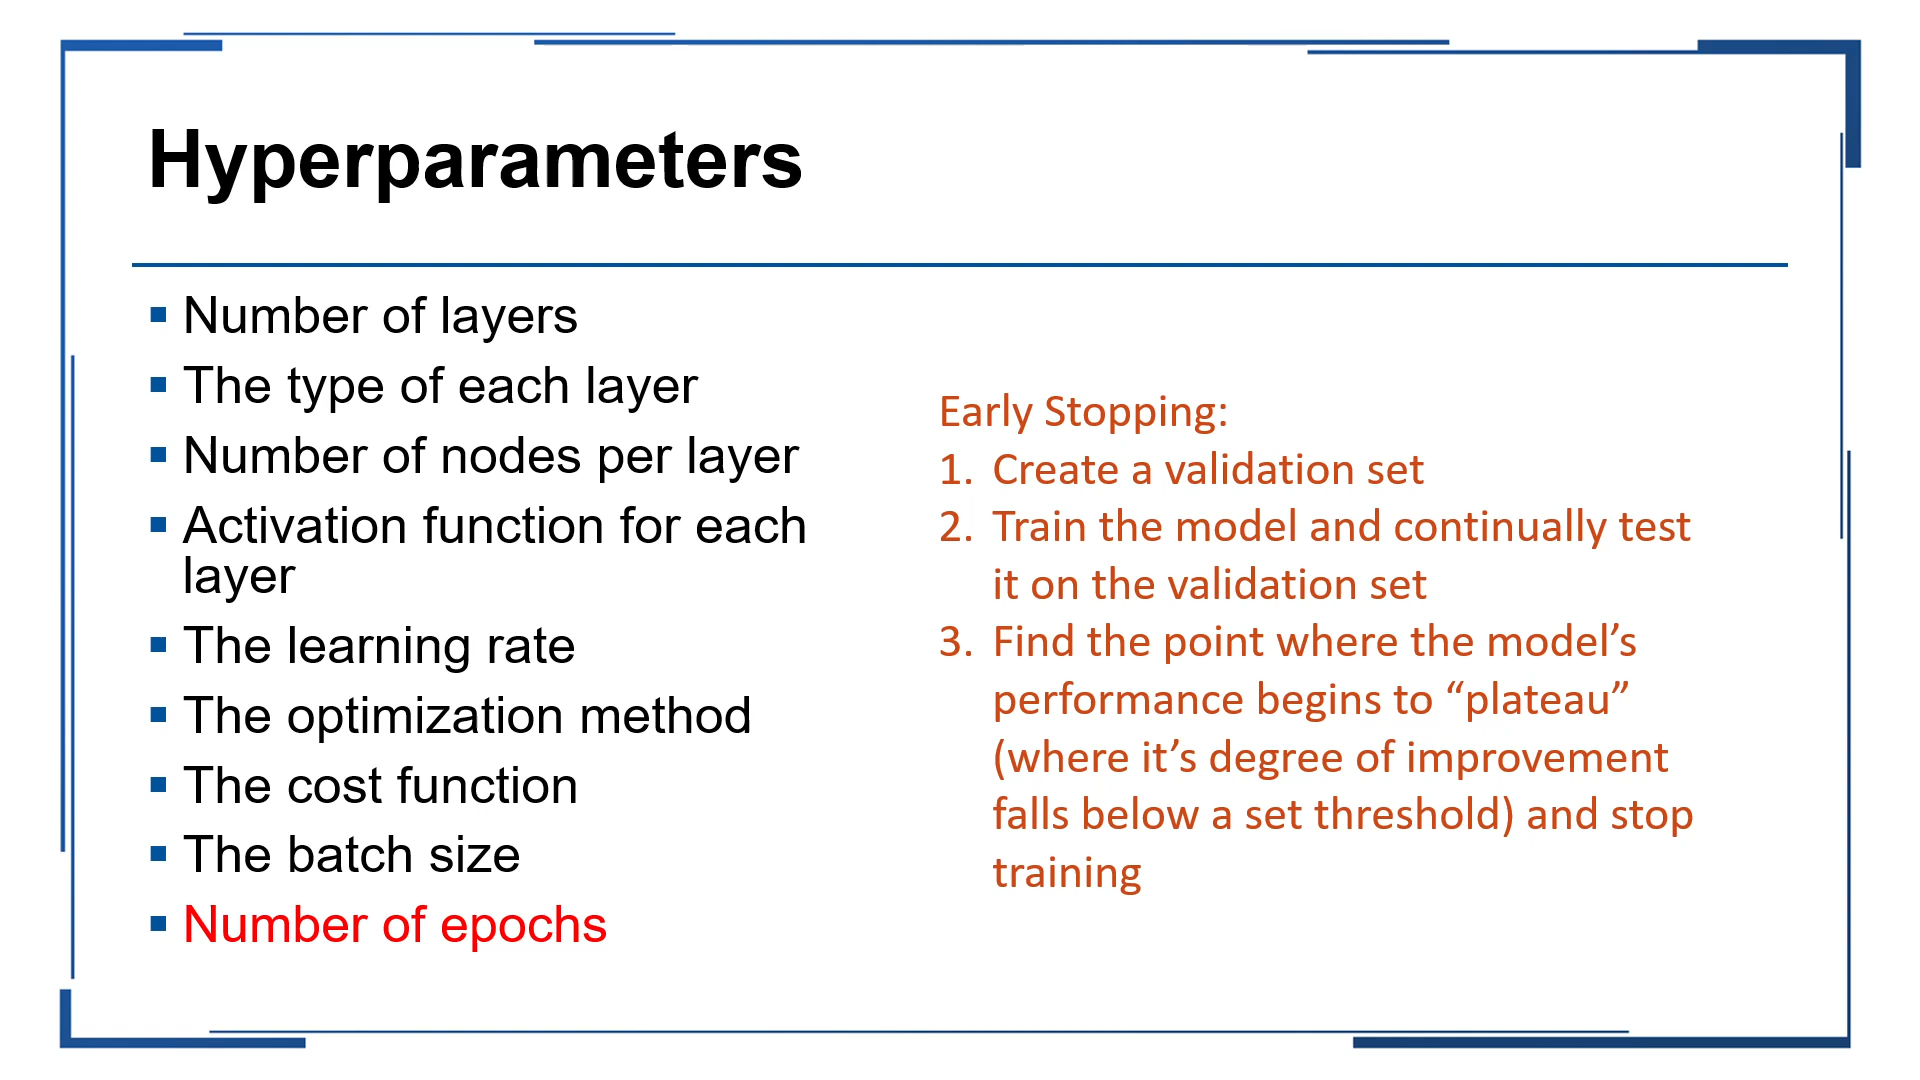 Hyperparameters
▪ Number of layers
▪ The type of each layer
▪ Number of nodes per layer
▪ Activation function for each
layer
▪ The learning rate
▪ The optimization method
▪ The cost function
▪ The batch size
▪ Number of epochs
Early Stopping:
1. Create a validation set
2. Train the model and continually test
it on the validation set
3. Find the point where the model’s
performance begins to “plateau”
(where it’s degree of improvement
falls below a set threshold) and stop
training